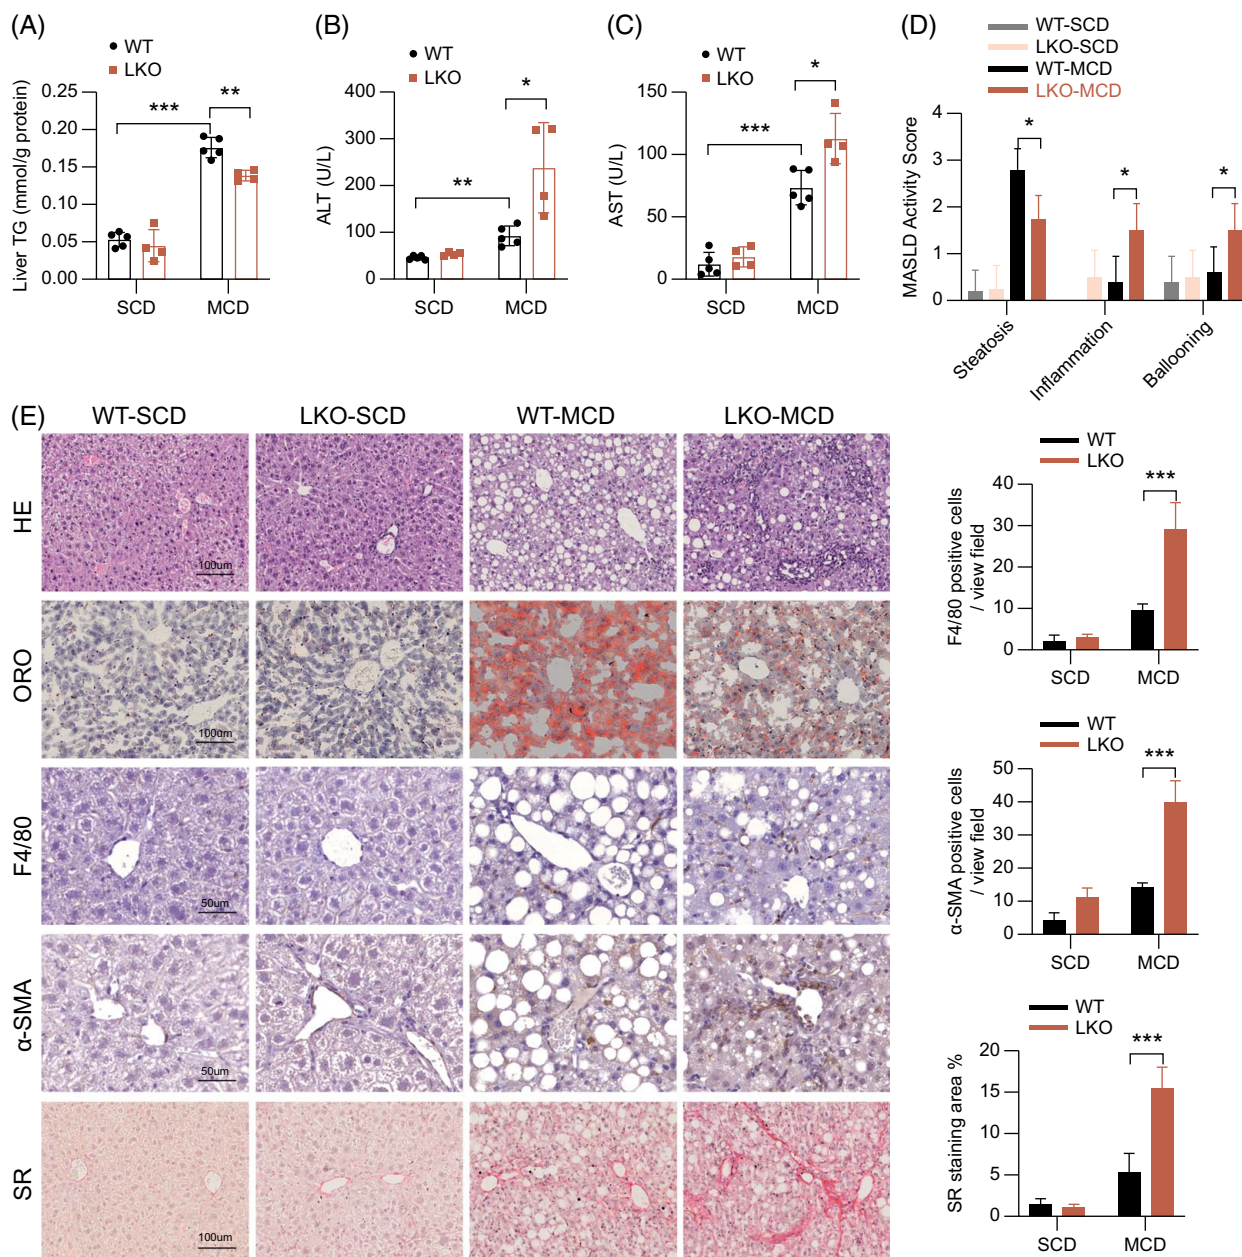 (A)
WT
LKO
Liver TG (mmol/g protein)
0.25
0.20
0.15
0.10
0.05
0.00
***
**
SCD
MCD
(B)
WT
LKO
ALT (U/L)
400
300
200
100
0
**
*
SCD
MCD
(C)
WT
LKO
AST (U/L)
150
100
50
0
***
*
SCD
MCD
(D)
WT-SCD
LKO-SCD
WT-MCD
LKO-MCD
MASLD Activity Score
4
3
2
1
0
*
*
*
Steatosis
Inflammation
Ballooning
(E)
WT-SCD
LKO-SCD
WT-MCD
LKO-MCD
HE
100um
ORO
100um
F4/80
50um
α-SMA
50um
SR
100um
WT
LKO
F4/80 positive cells
/ view field
40
30
20
10
0
***
SCD
MCD
WT
LKO
α-SMA positive cells
/ view field
50
40
30
20
10
0
***
SCD
MCD
WT
LKO
SR staining area %
20
15
10
5
0
***
SCD
MCD